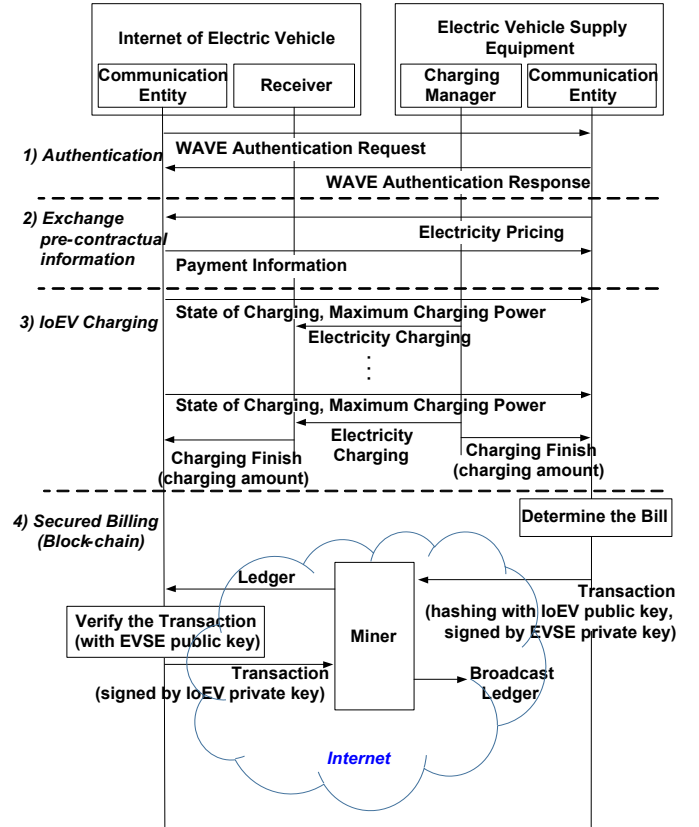 Internet of Electric Vehicle
Electric Vehicle Supply
Equipment
Communication
Entity
Receiver
Charging
Manager
Communication
Entity
1) Authentication
WAVE Authentication Request
WAVE Authentication Response
2) Exchange
pre-contractual
information
Electricity Pricing
Payment Information
3) IoEV Charging
State of Charging, Maximum Charging Power
Electricity Charging
State of Charging, Maximum Charging Power
Electricity
Charging
Charging Finish
(charging amount)
Charging Finish
(charging amount)
4) Secured Billing
(Block-chain)
Determine the Bill
Ledger
Transaction
(hashing with IoEV public key,
signed by EVSE private key)
Verify the Transaction
(with EVSE public key)
Miner
Transaction
(signed by IoEV private key)
Broadcast
Ledger
Internet